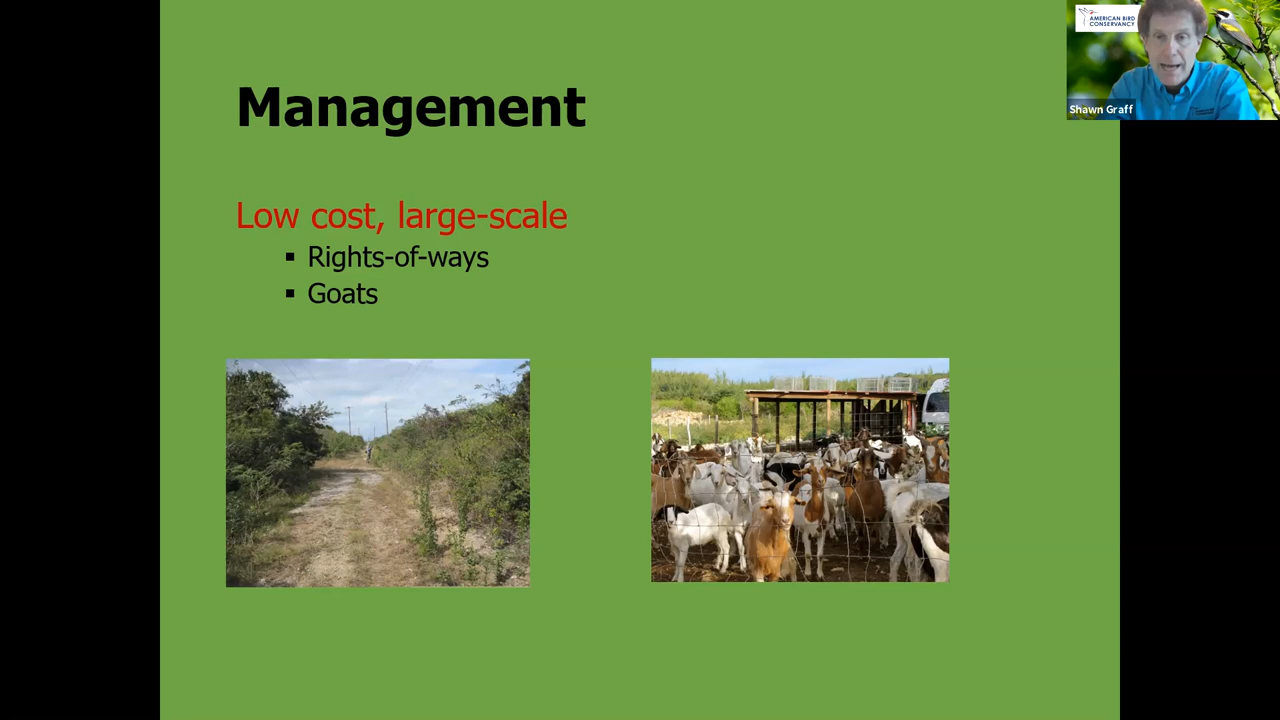 Management
Low cost, large-scale
▪ Rights-of-ways
▪ Goats
AMERICAN BIRD
CONSERVANCY
Shawn Graff